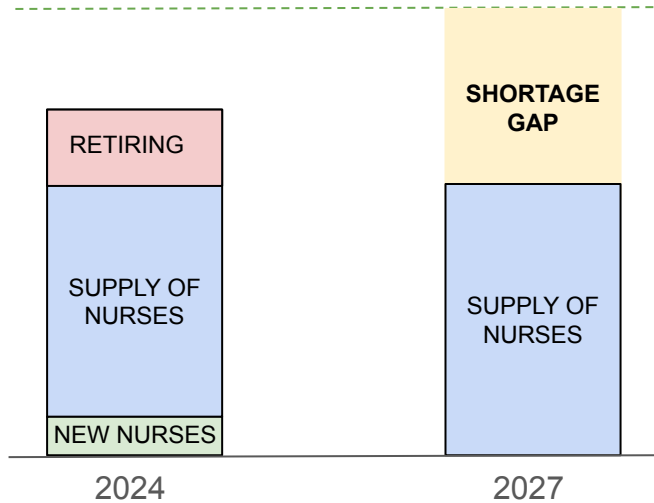 SHORTAGE
GAP
RETIRING
SUPPLY OF
NURSES
SUPPLY OF
NURSES
NEW NURSES
2024
2027